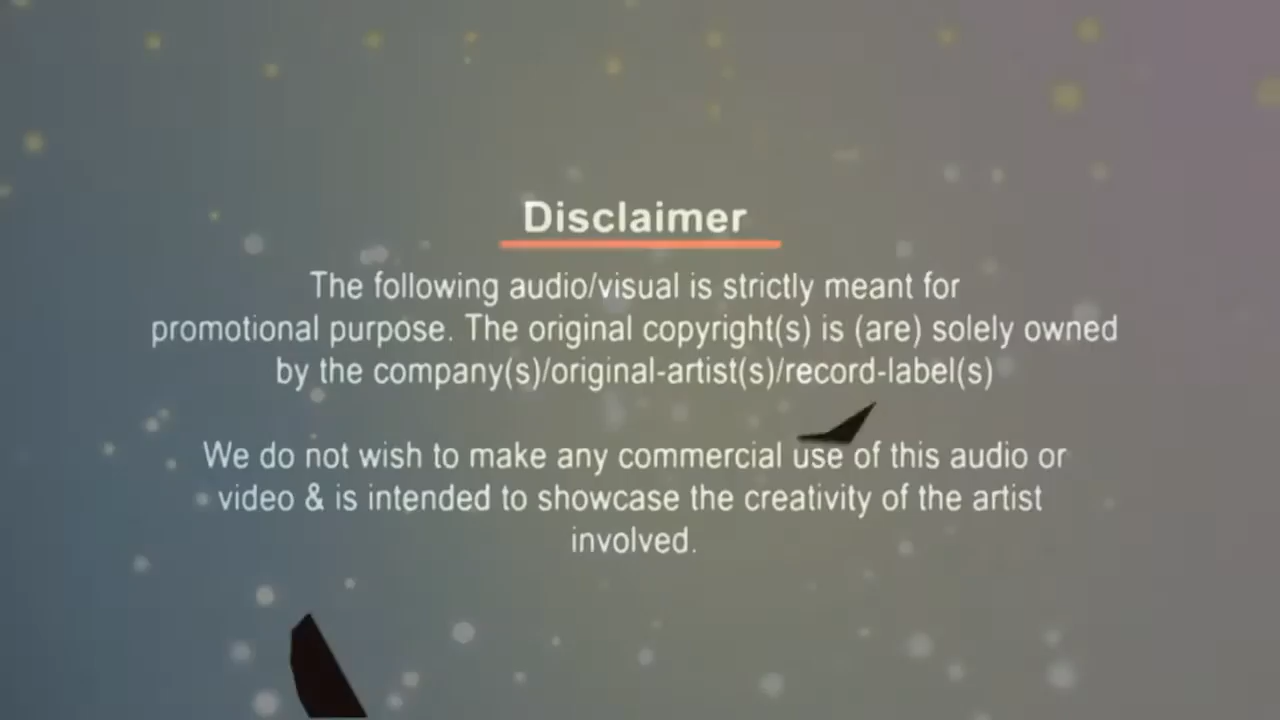 Disclaimer
The following audio/visual is strictly meant for
promotional purpose. The original copyright(s) is (are) solely owned
by the company(s)/original-artist(s)/record-label(s)
We do not wish to make any commercial use of this audio or
video & is intended to showcase the creativity of the artist
involved.